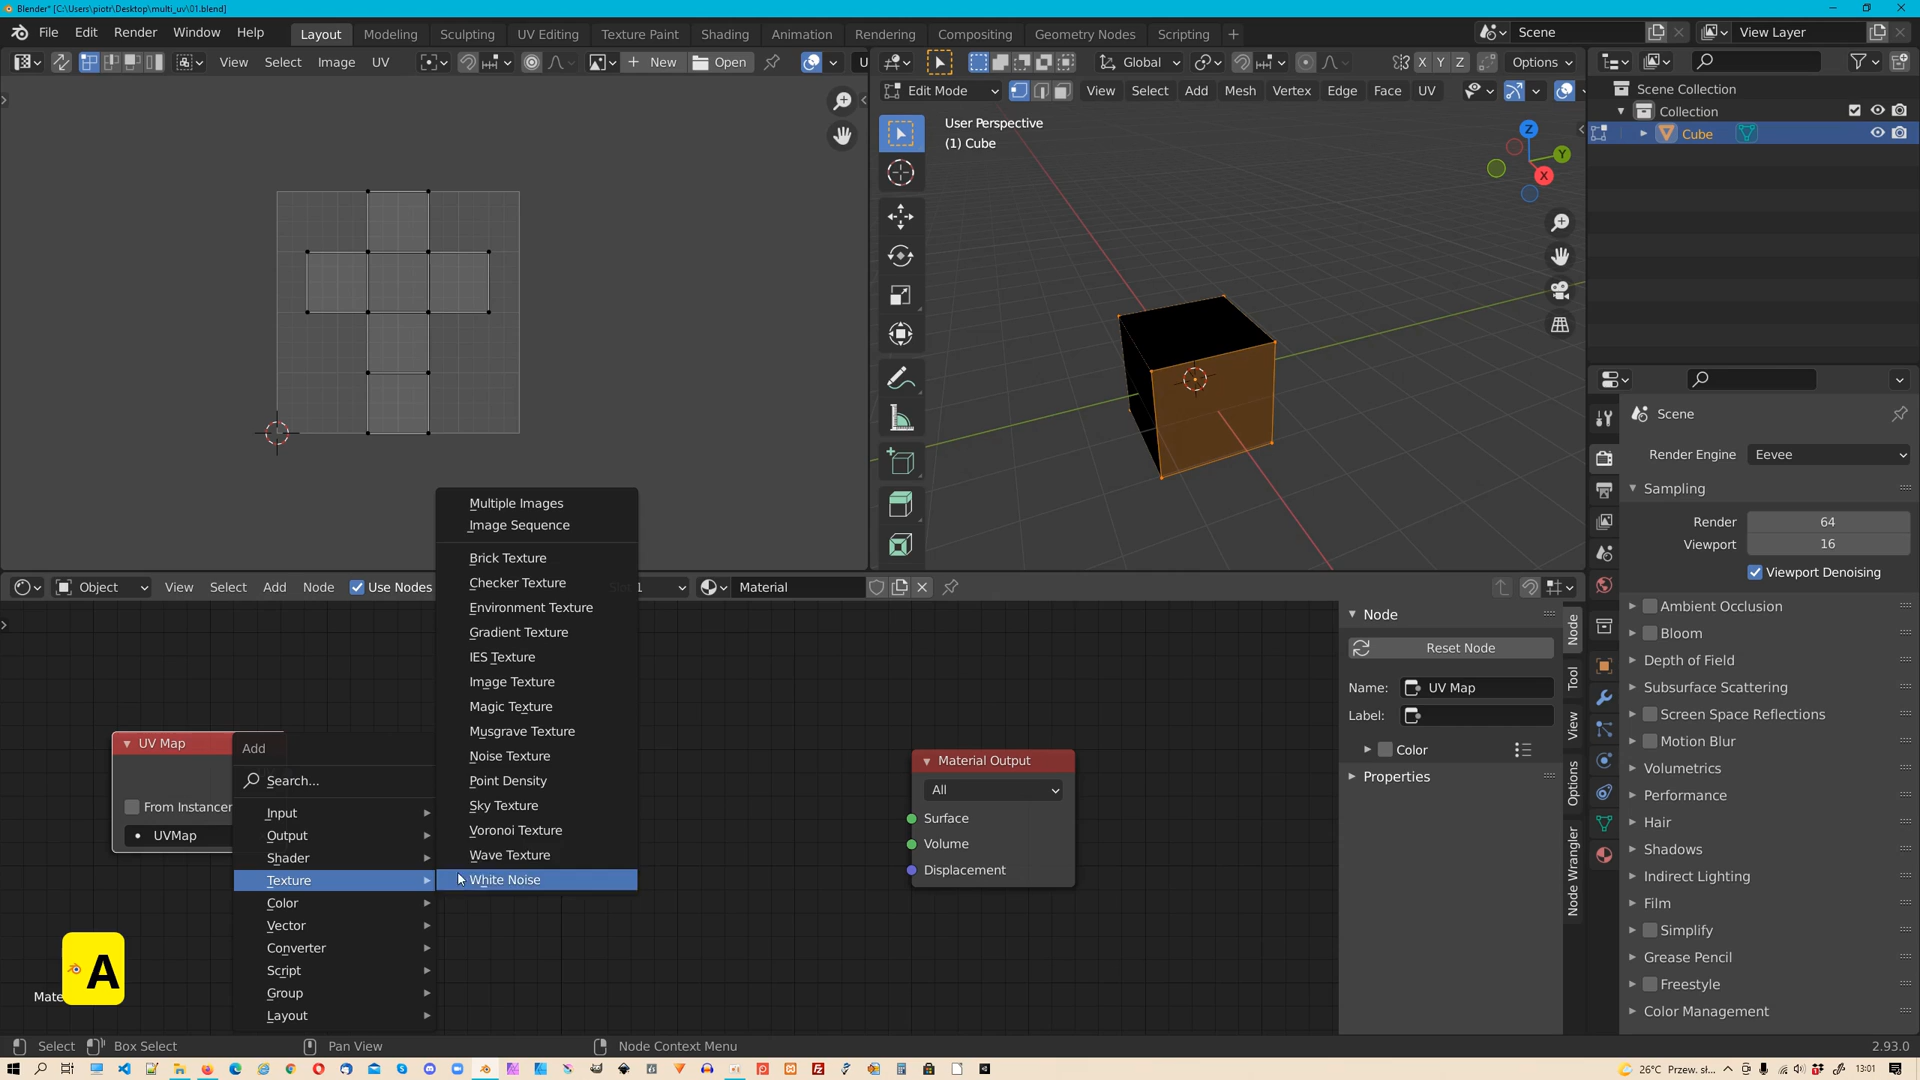 Blender* [C:\Users\piotr\Desktop\multi_uv\01.blend]
File Edit Render Window Help Layout Modeling Sculpting UV Editing Texture Paint Shading Animation Rendering Compositing Geometry Nodes Scripting + Scene View Layer
View Select Image UV New Open U Global X Y Z Options
Edit Mode View Select Add Mesh Vertex Edge Face UV
User Perspective
(1) Cube
Z
Y
X
Scene Collection
Collection
Cube
Scene
Render Engine Eevee
Sampling
Render 64
Viewport 16
Viewport Denoising
Ambient Occlusion
Bloom
Depth of Field
Subsurface Scattering
Screen Space Reflections
Motion Blur
Volumetrics
Performance
Hair
Shadows
Indirect Lighting
Film
Simplify
Grease Pencil
Freestyle
Color Management
Object View Select Add Node Use Nodes Slot 1 Material
Multiple Images
Image Sequence
Brick Texture
Checker Texture
Environment Texture
Gradient Texture
IES Texture
Image Texture
Magic Texture
Musgrave Texture
Noise Texture
Point Density
Sky Texture
Voronoi Texture
Wave Texture
White Noise
UV Map
From Instancer
UVMap
Add
Search...
Input
Output
Shader
Texture
Color
Vector
Converter
Script
Group
Layout
Material Output
All
Surface
Volume
Displacement
Node
Reset Node
Name: UV Map
Label:
Color
Properties
Node
Tool
View
Options
Node Wrangler
A
Mate
Select Box Select Pan View Node Context Menu 2.93.0
26°C Przew. sł... 13:01